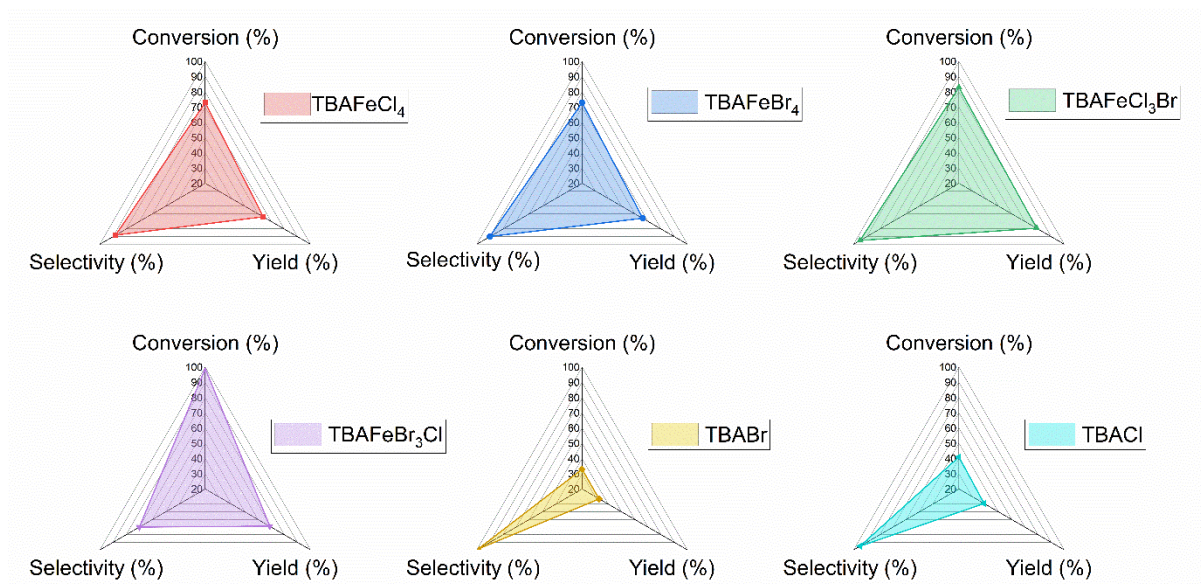 Conversion (%)
100
90
80
70
60
50
40
30
20
TBAFeCl₄
Selectivity (%)
Yield (%)
Conversion (%)
100
90
80
70
60
50
40
30
20
TBAFeBr₄
Selectivity (%)
Yield (%)
Conversion (%)
100
90
80
70
60
50
40
30
20
TBAFeCl₃Br
Selectivity (%)
Yield (%)
Conversion (%)
100
90
80
70
60
50
40
30
20
TBAFeBr₃Cl
Selectivity (%)
Yield (%)
Conversion (%)
100
90
80
70
60
50
40
30
20
TBABr
Selectivity (%)
Yield (%)
Conversion (%)
100
90
80
70
60
50
40
30
20
TBACl
Selectivity (%)
Yield (%)